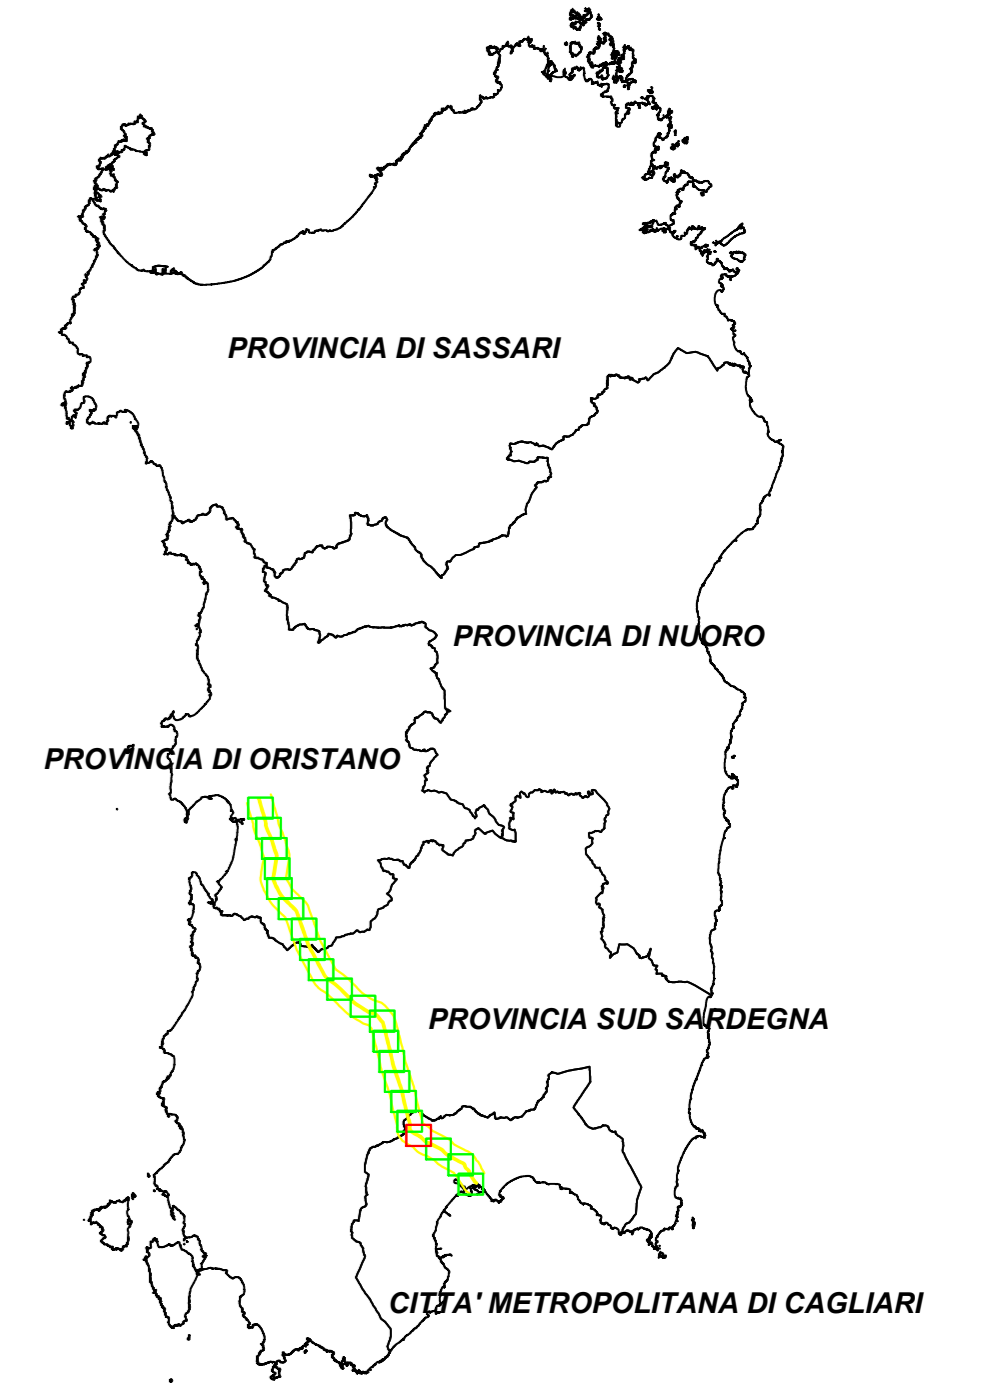 PROVINCIA DI SASSARI
PROVINCIA DI NUORO
PROVINCIA DI ORISTANO
PROVINCIA SUD SARDEGNA
CITTA' METROPOLITANA DI CAGLIARI